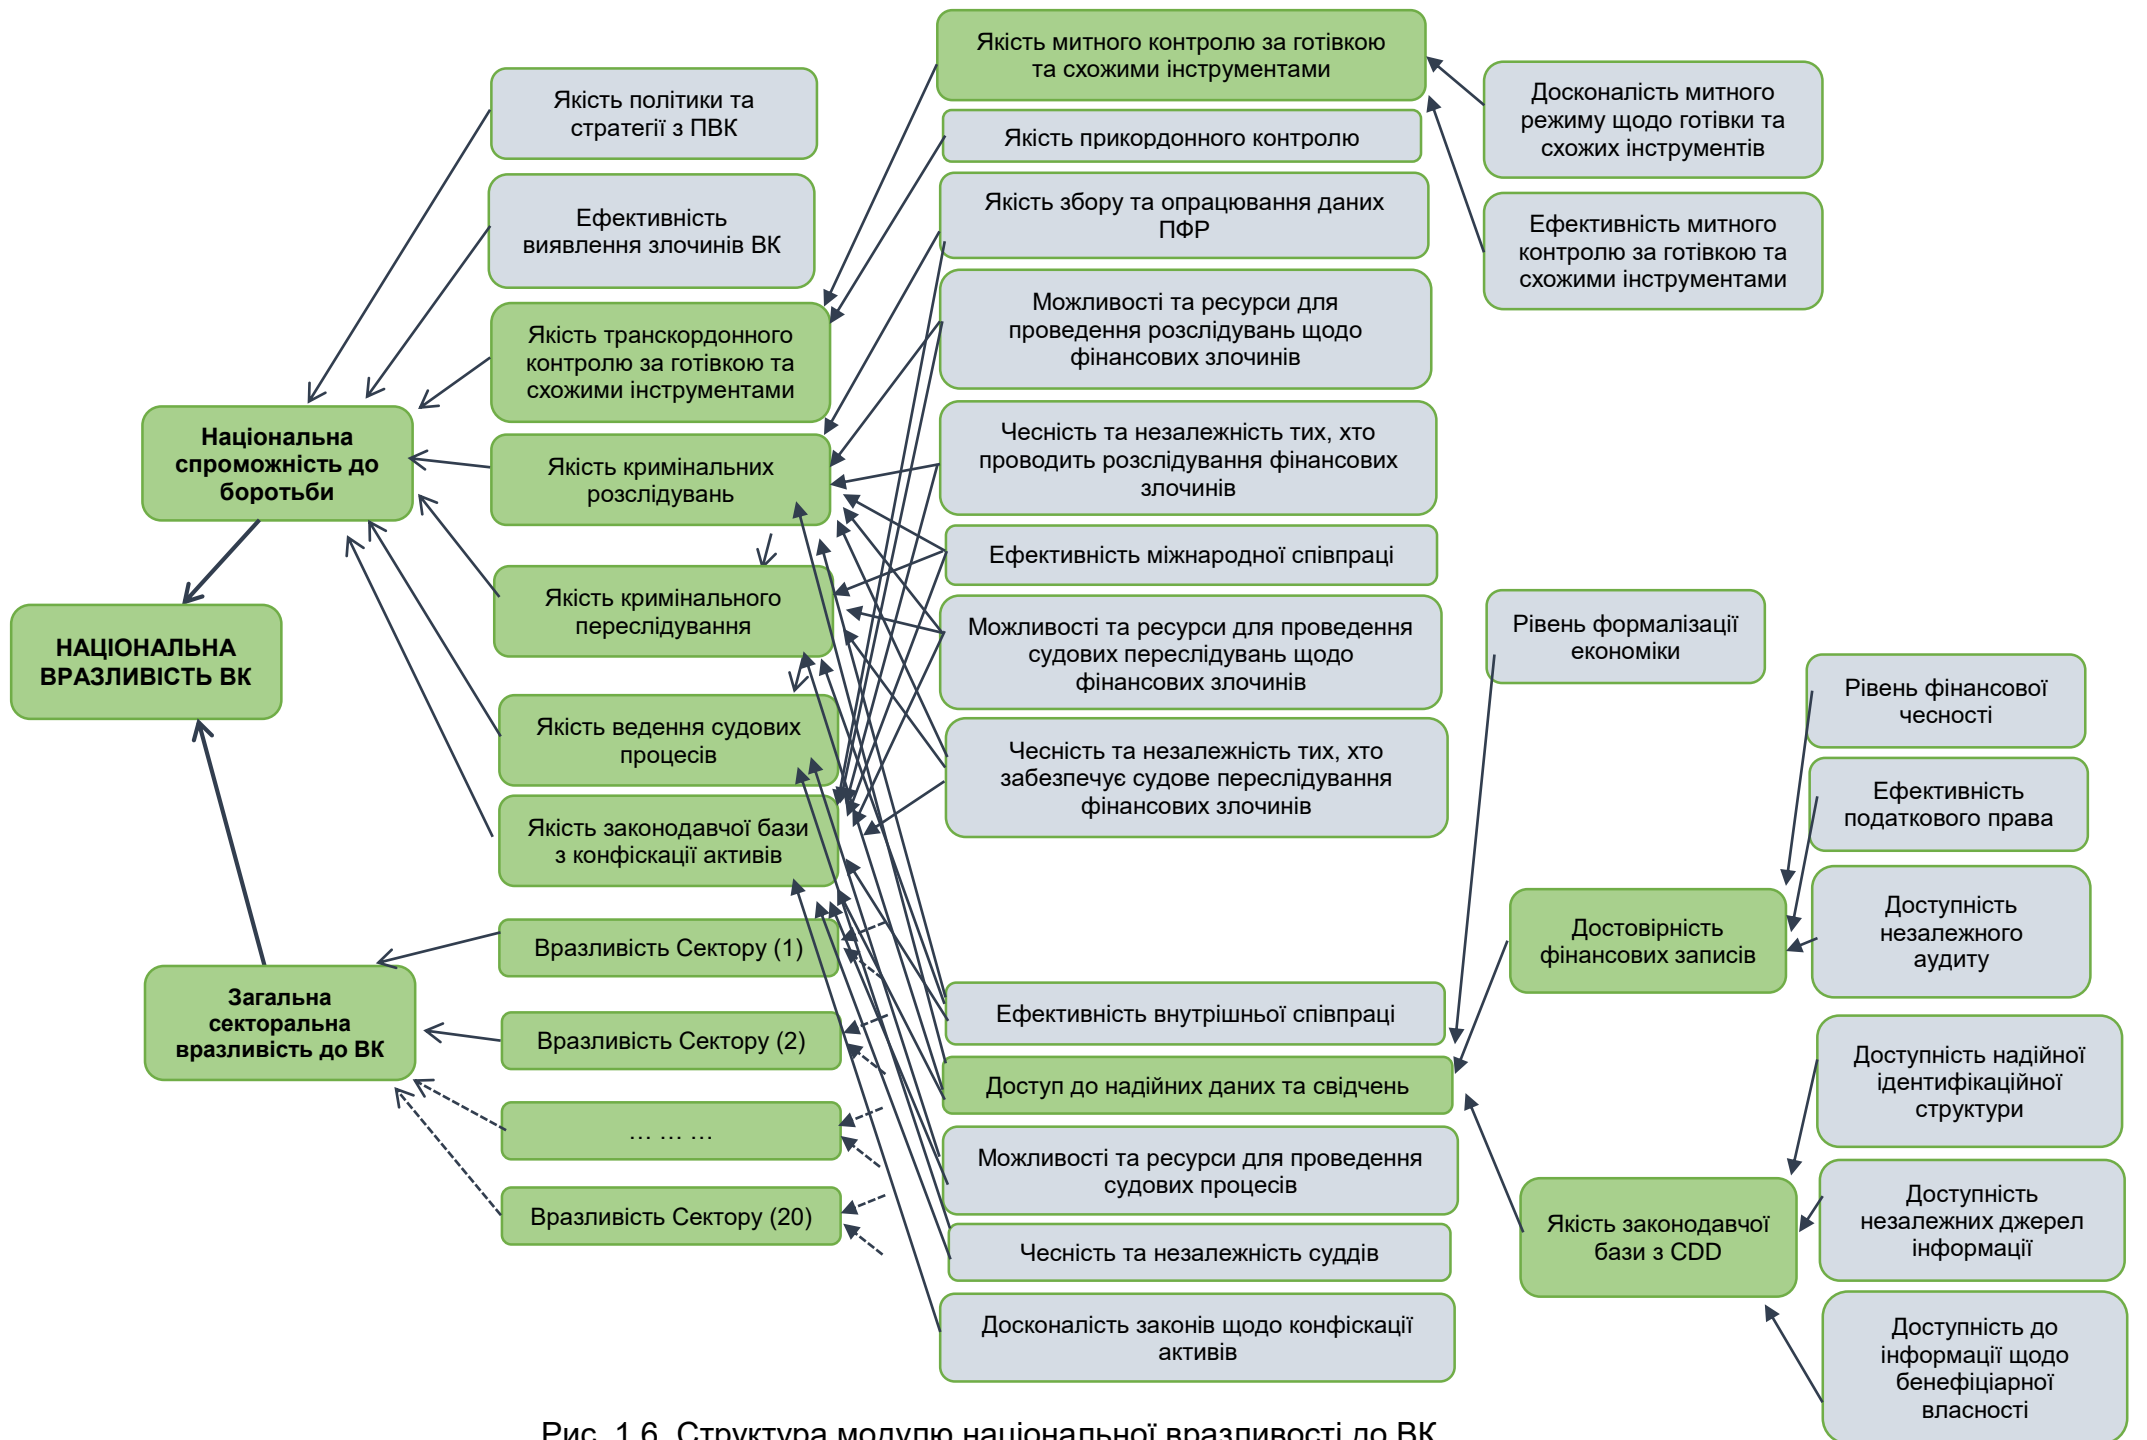 Якість митного контролю за готівкою
та схожими інструментами
Якість політики та
стратегії з ПВК
Досконалість митного
режиму щодо готівки та
схожих інструментів
Якість прикордонного контролю
Ефективність
виявлення злочинів ВК
Якість збору та опрацювання даних
ПФР
Ефективність митного
контролю за готівкою та
схожими інструментами
Можливості та ресурси для
проведення розслідувань щодо
фінансових злочинів
Якість транскордонного
контролю за готівкою та
схожими інструментами
Національна
спроможність до
боротьби
Якість кримінальних
розслідувань
Чесність та незалежність тих, хто
проводить розслідування фінансових
злочинів
Ефективність міжнародної співпраці
Якість кримінального
переслідування
Можливості та ресурси для проведення
судових переслідувань щодо
фінансових злочинів
Рівень формалізації
економіки
НАЦІОНАЛЬНА
ВРАЗЛИВІСТЬ ВК
Рівень фінансової
чесності
Якість ведення судових
процесів
Чесність та незалежність тих, хто
забезпечує судове переслідування
фінансових злочинів
Ефективність
податкового права
Якість законодавчої бази
з конфіскації активів
Доступність
незалежного
аудиту
Достовірність
фінансових записів
Вразливість Сектору (1)
Загальна
секторальна
вразливість до ВК
Ефективність внутрішньої співпраці
Вразливість Сектору (2)
Доступність надійної
ідентифікаційної
структури
Доступ до надійних даних та свідчень
… … …
Можливості та ресурси для проведення
судових процесів
Вразливість Сектору (20)
Якість законодавчої
бази з CDD
Доступність
незалежних джерел
інформації
Чесність та незалежність суддів
Досконалість законів щодо конфіскації
активів
Доступність до
інформації щодо
бенефіціарної
власності
Рис. 1.6. Структура модулю національної вразливості до ВК